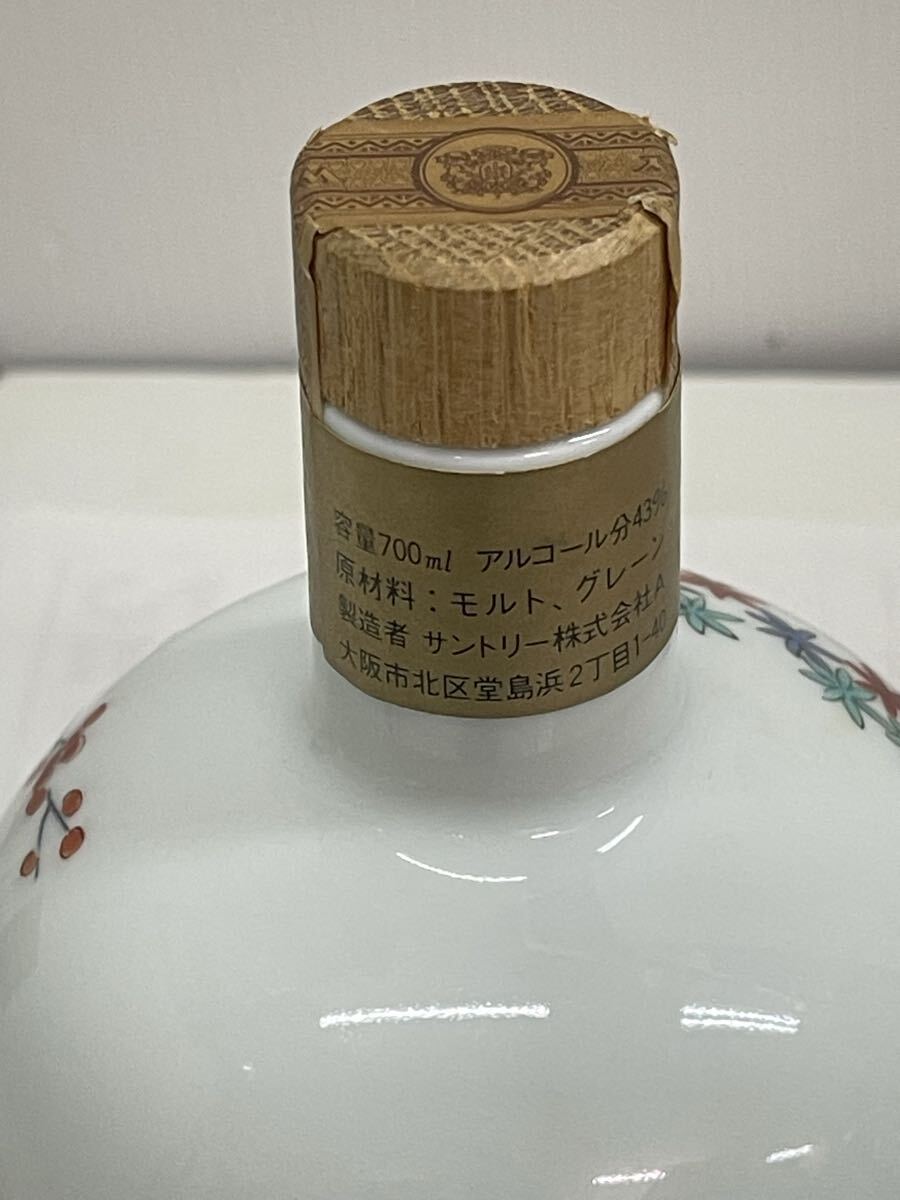 容量700ml アルコール分43%
原材料：モルト、グレーン
製造者 サントリー株式会社A
大阪市北区堂島浜2丁目1-40